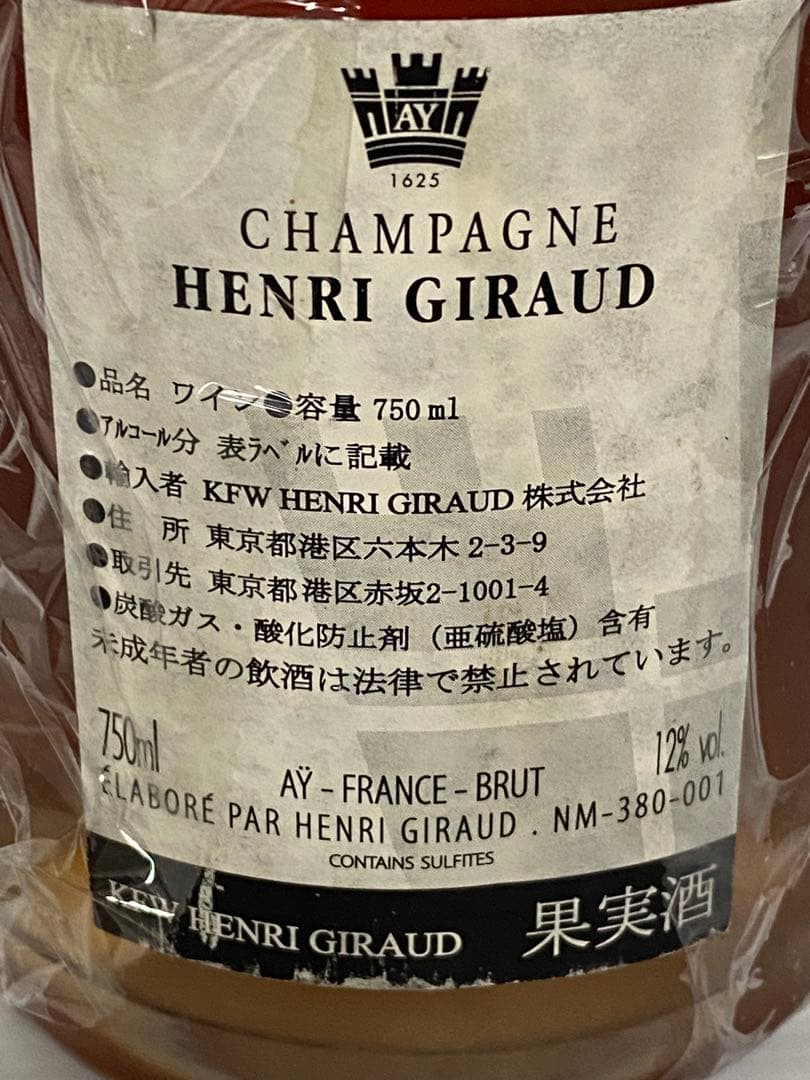 AY
1625
CHAMPAGNE
HENRI GIRAUD
●品名 ワイン●容量 750ml
●アルコール分 表ラベルに記載
●輸入者 KFW HENRI GIRAUD 株式会社
●住 所 東京都港区六本木 2-3-9
●取引先 東京都港区赤坂2-1001-4
●炭酸ガス・酸化防止剤（亜硫酸塩）含有
未成年者の飲酒は法律で禁止されています。
750ml 12% vol.
AŸ – FRANCE – BRUT
ÉLABORÉ PAR HENRI GIRAUD . NM-380-001
CONTAINS SULFITES
KFW HENRI GIRAUD 果実酒